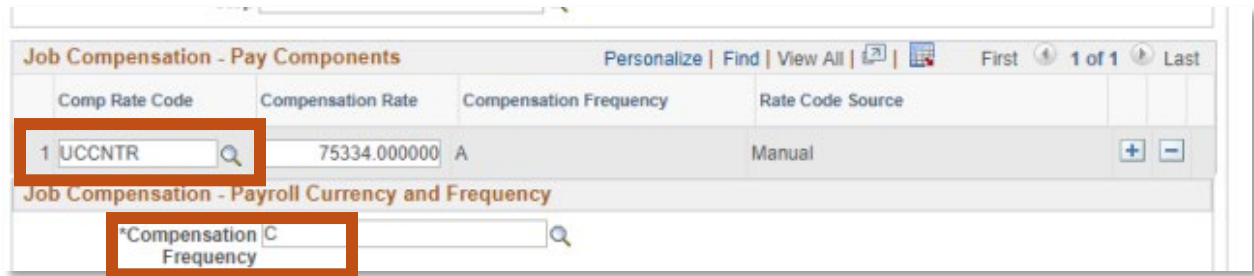 Job Compensation - Pay Components Personalize | Find | View All | | First 1 of 1 Last
Comp Rate Code Compensation Rate Compensation Frequency Rate Code Source
1 UCCNTR 75334.000000 A Manual + -
Job Compensation - Payroll Currency and Frequency
*Compensation C
Frequency